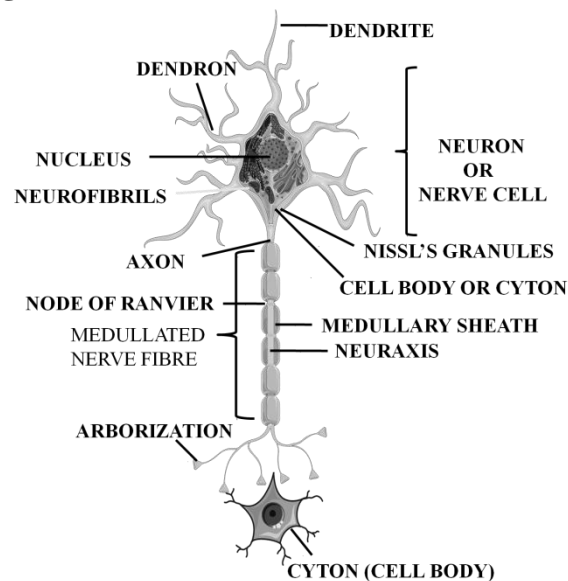 DENDRITE
DENDRON
NUCLEUS
NEUROFIBRILS
NEURON
OR
NERVE CELL
NISSL'S GRANULES
AXON
CELL BODY OR CYTON
NODE OF RANVIER
MEDULLARY SHEATH
MEDULLATED
NERVE FIBRE
NEURAXIS
ARBORIZATION
CYTON (CELL BODY)